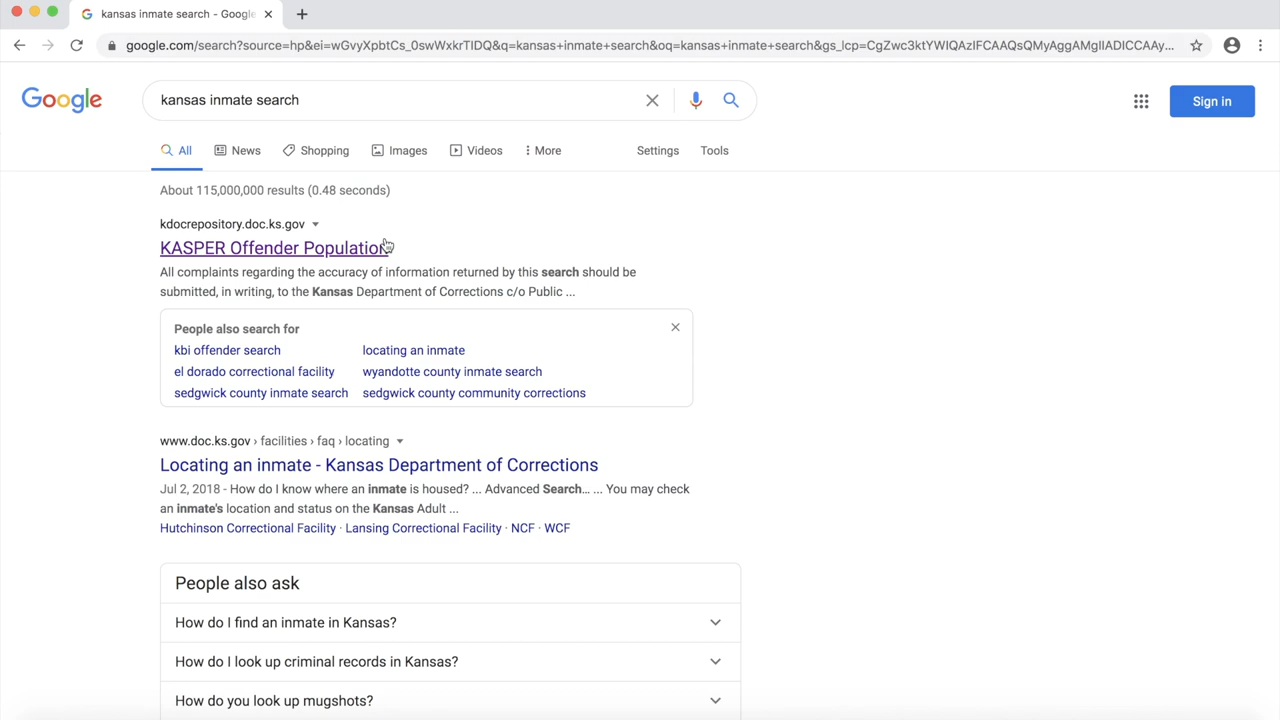 kansas inmate search - Google
google.com/search?source=hp&ei=wGvyXpbtCs_0swWxkrTIDQ&q=kansas+inmate+search&oq=kansas+inmate+search&gs_lcp=CgZwc3ktYWIQAzIFCAAQsQMyAggAMgIIADICCAAy...
Google
kansas inmate search
Sign in
All News Shopping Images Videos More Settings Tools
About 115,000,000 results (0.48 seconds)
kdocrepository.doc.ks.gov
KASPER Offender Population
All complaints regarding the accuracy of information returned by this search should be
submitted, in writing, to the Kansas Department of Corrections c/o Public ...
People also search for
kbi offender search locating an inmate
el dorado correctional facility wyandotte county inmate search
sedgwick county inmate search sedgwick county community corrections
www.doc.ks.gov › facilities › faq › locating
Locating an inmate - Kansas Department of Corrections
Jul 2, 2018 - How do I know where an inmate is housed? ... Advanced Search... ... You may check
an inmate's location and status on the Kansas Adult ...
Hutchinson Correctional Facility · Lansing Correctional Facility · NCF · WCF
People also ask
How do I find an inmate in Kansas?
How do I look up criminal records in Kansas?
How do you look up mugshots?